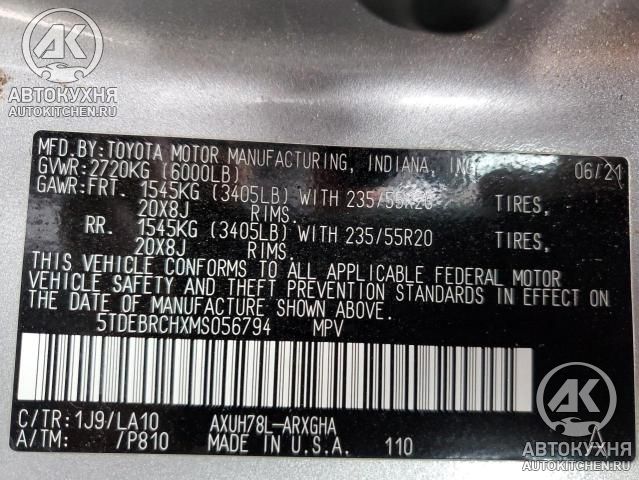 АК
АВТОКУХНЯ
AUTOKITCHEN.RU
MFD.BY:TOYOTA MOTOR MANUFACTURING, INDIANA, INC. 06/21
GVWR:2720KG (6000LB)
GAWR:FRT. 1545KG (3405LB) WITH 235/55R20 TIRES,
20X8J RIMS.
RR. 1545KG (3405LB) WITH 235/55R20 TIRES,
20X8J RIMS.
THIS VEHICLE CONFORMS TO ALL APPLICABLE FEDERAL MOTOR
VEHICLE SAFETY AND THEFT PREVENTION STANDARDS IN EFFECT ON
THE DATE OF MANUFACTURE SHOWN ABOVE.
5TDEBRCHXMS056794 MPV
C/TR:1J9/LA10 AXUH78L-ARXGHA
A/TM: /P810 MADE IN U.S.A. 110 A
АК
АВТОКУХНЯ
AUTOKITCHEN.RU